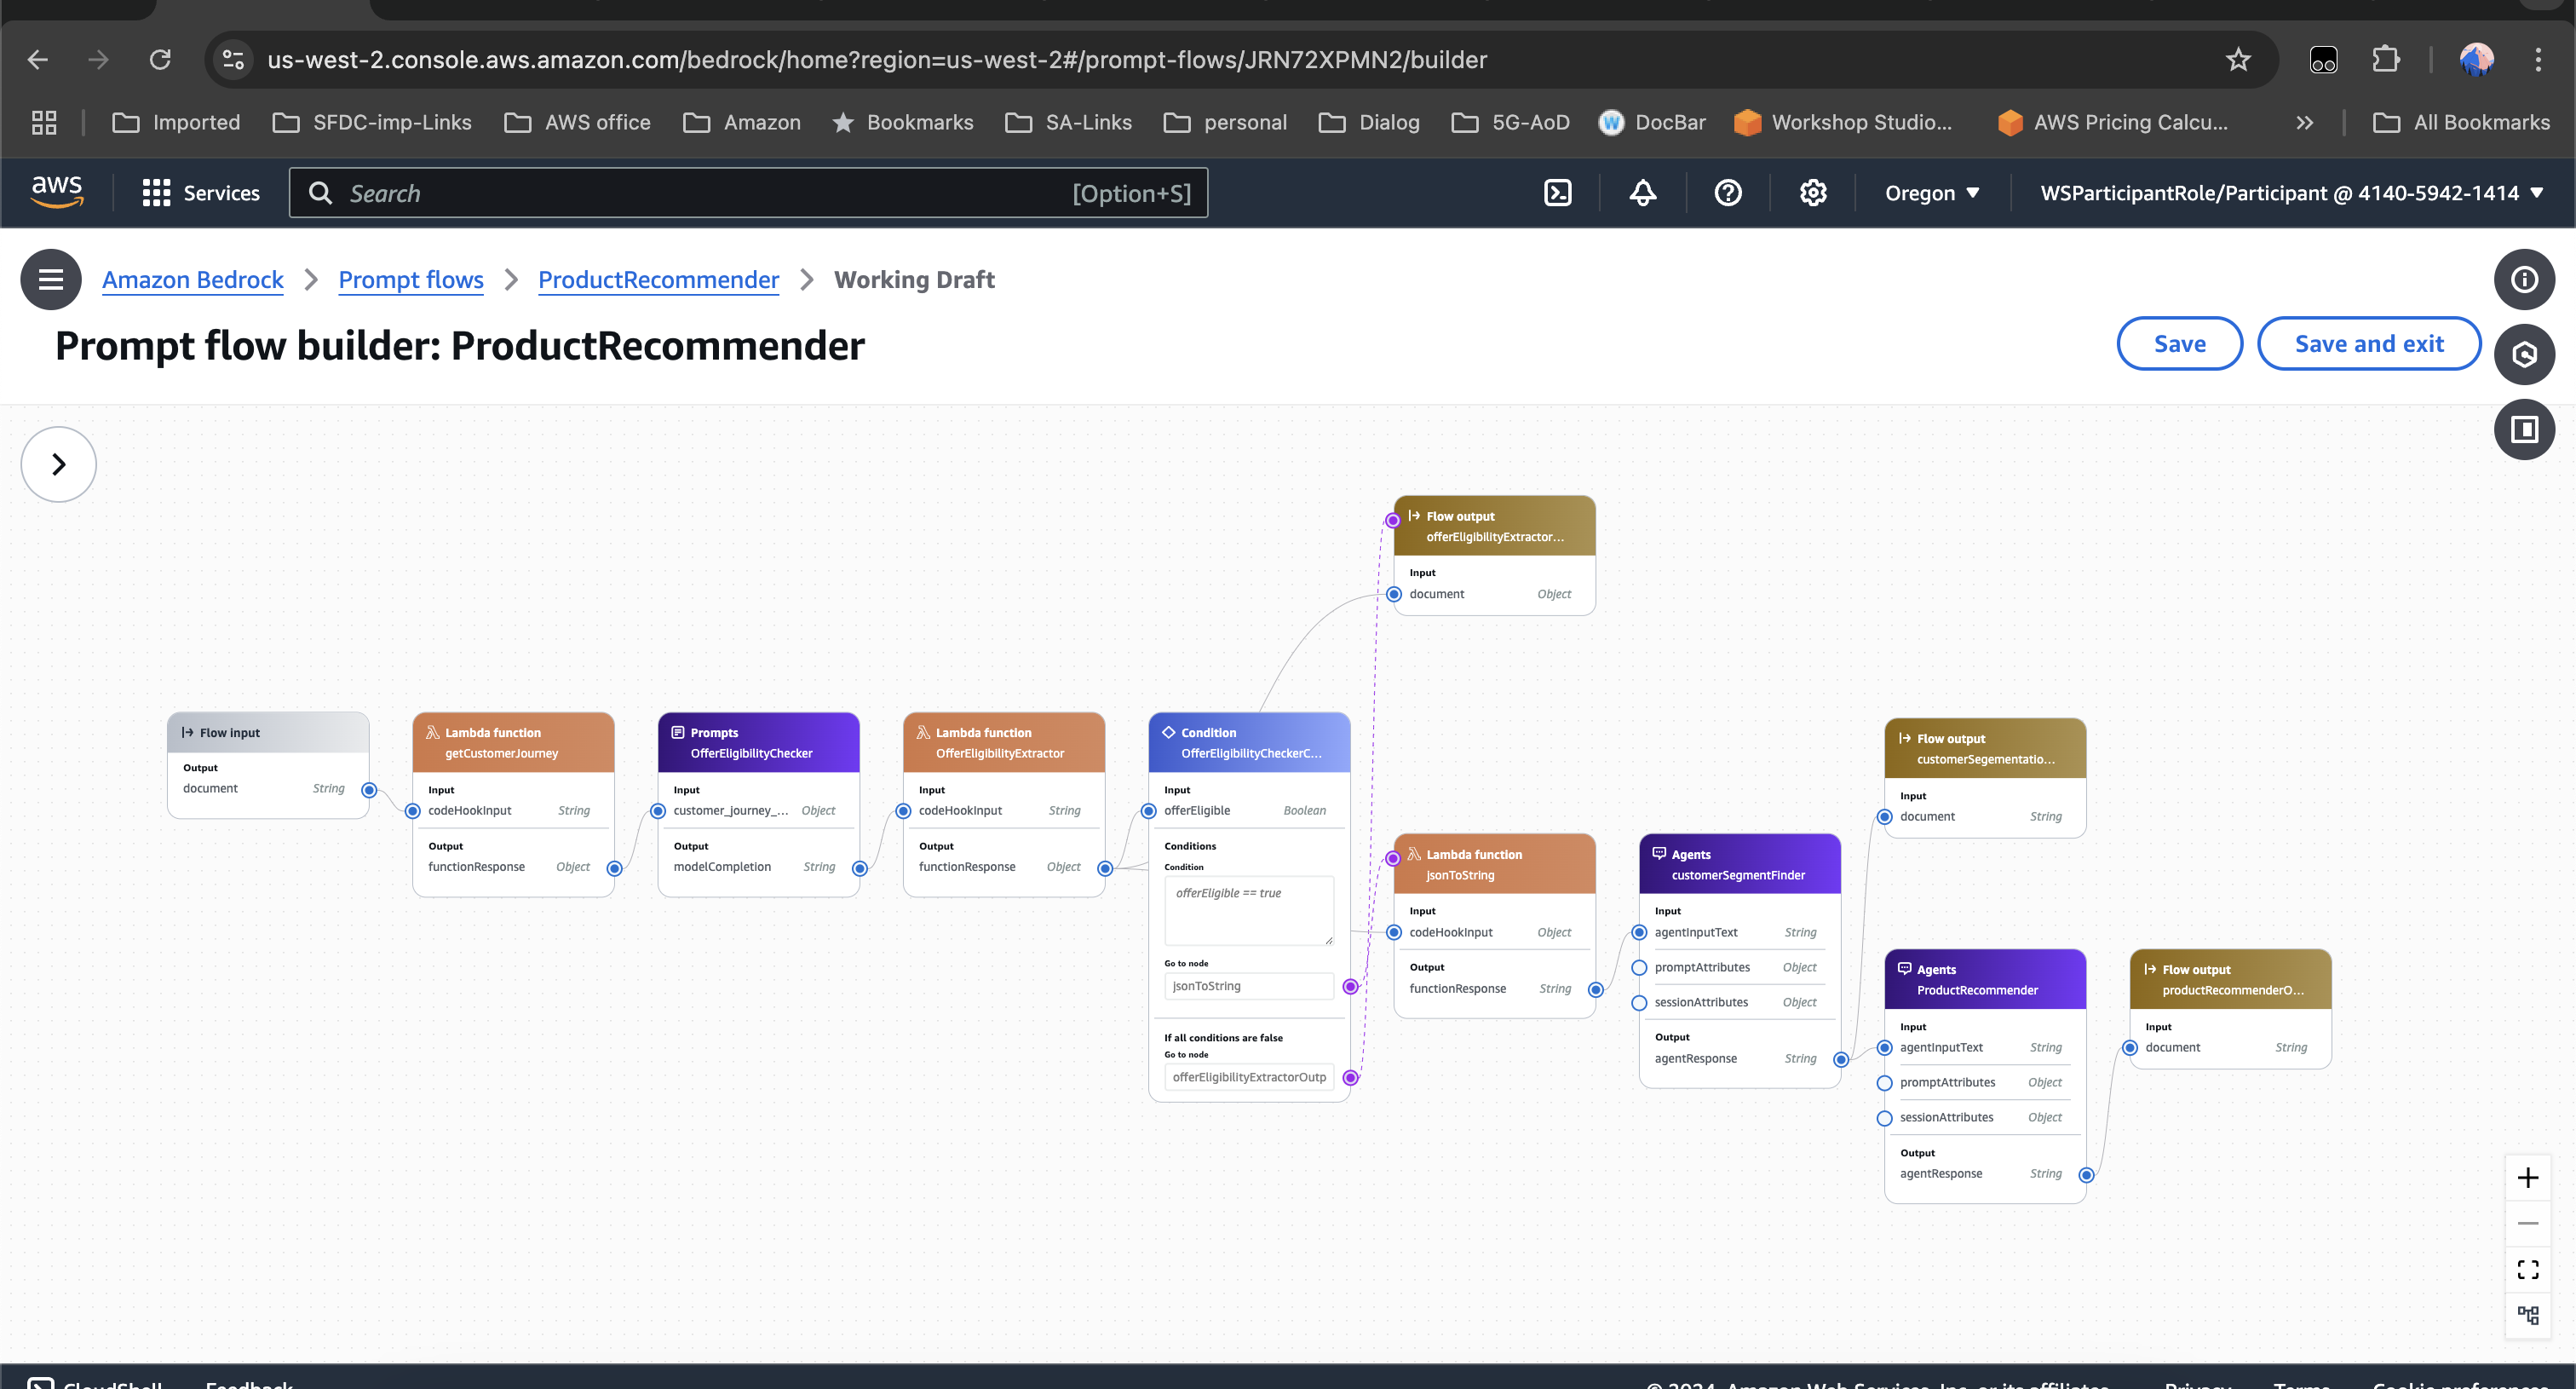 us-west-2.console.aws.amazon.com/bedrock/home?region=us-west-2#/prompt-flows/JRN72XPMN2/builder
Imported
SFDC-imp-Links
AWS office
Amazon
Bookmarks
SA-Links
personal
Dialog
5G-AoD
DocBar
Workshop Studio...
AWS Pricing Calcu...
All Bookmarks
aws
Services
Search
[Option+S]
Oregon
WSParticipantRole/Participant @ 4140-5942-1414
Amazon Bedrock
Prompt flows
ProductRecommender
Working Draft
Prompt flow builder: ProductRecommender
Save
Save and exit
Flow output
offerEligibilityExtractor...
Input
document Object
Flow input
Output
document String
Lambda function
getCustomerJourney
Input
codeHookInput String
Output
functionResponse Object
Prompts
OfferEligibilityChecker
Input
customer_journey_... Object
Output
modelCompletion String
Lambda function
OfferEligibilityExtractor
Input
codeHookInput String
Output
functionResponse Object
Condition
OfferEligibilityCheckerC...
Input
offerEligible Boolean
Conditions
Condition
offerEligible == true
Go to node
jsonToString
If all conditions are false
Go to node
offerEligibilityExtractorOutp
Lambda function
jsonToString
Input
codeHookInput Object
Output
functionResponse String
Agents
customerSegmentFinder
Input
agentInputText String
promptAttributes Object
sessionAttributes Object
Output
agentResponse String
Flow output
customerSegementatio...
Input
document String
Agents
ProductRecommender
Input
agentInputText String
promptAttributes Object
sessionAttributes Object
Output
agentResponse String
Flow output
productRecommenderO...
Input
document String
CloudShell
Feedback
© 2024, Amazon Web Services, Inc. or its affiliates.
Privacy
Terms
Cookie preferences